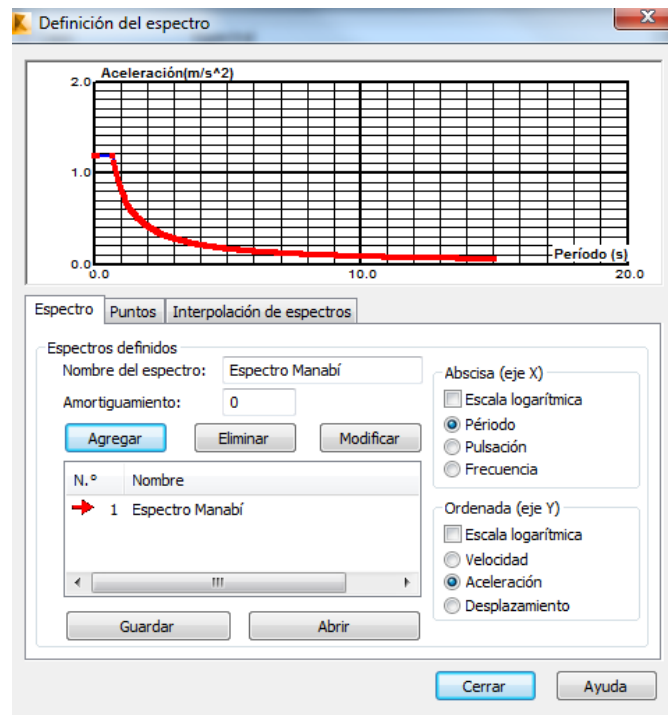 Definición del espectro
Aceleración(m/s^2)
2.0
1.0
0.0
Período (s)
0.0 10.0 20.0
Espectro Puntos Interpolación de espectros
Espectros definidos
Nombre del espectro: Espectro Manabí
Amortiguamiento: 0
Agregar Eliminar Modificar
N.º Nombre
1 Espectro Manabí
Guardar Abrir
Abscisa (eje X)
Escala logarítmica
Período
Pulsación
Frecuencia
Ordenada (eje Y)
Escala logarítmica
Velocidad
Aceleración
Desplazamiento
Cerrar Ayuda